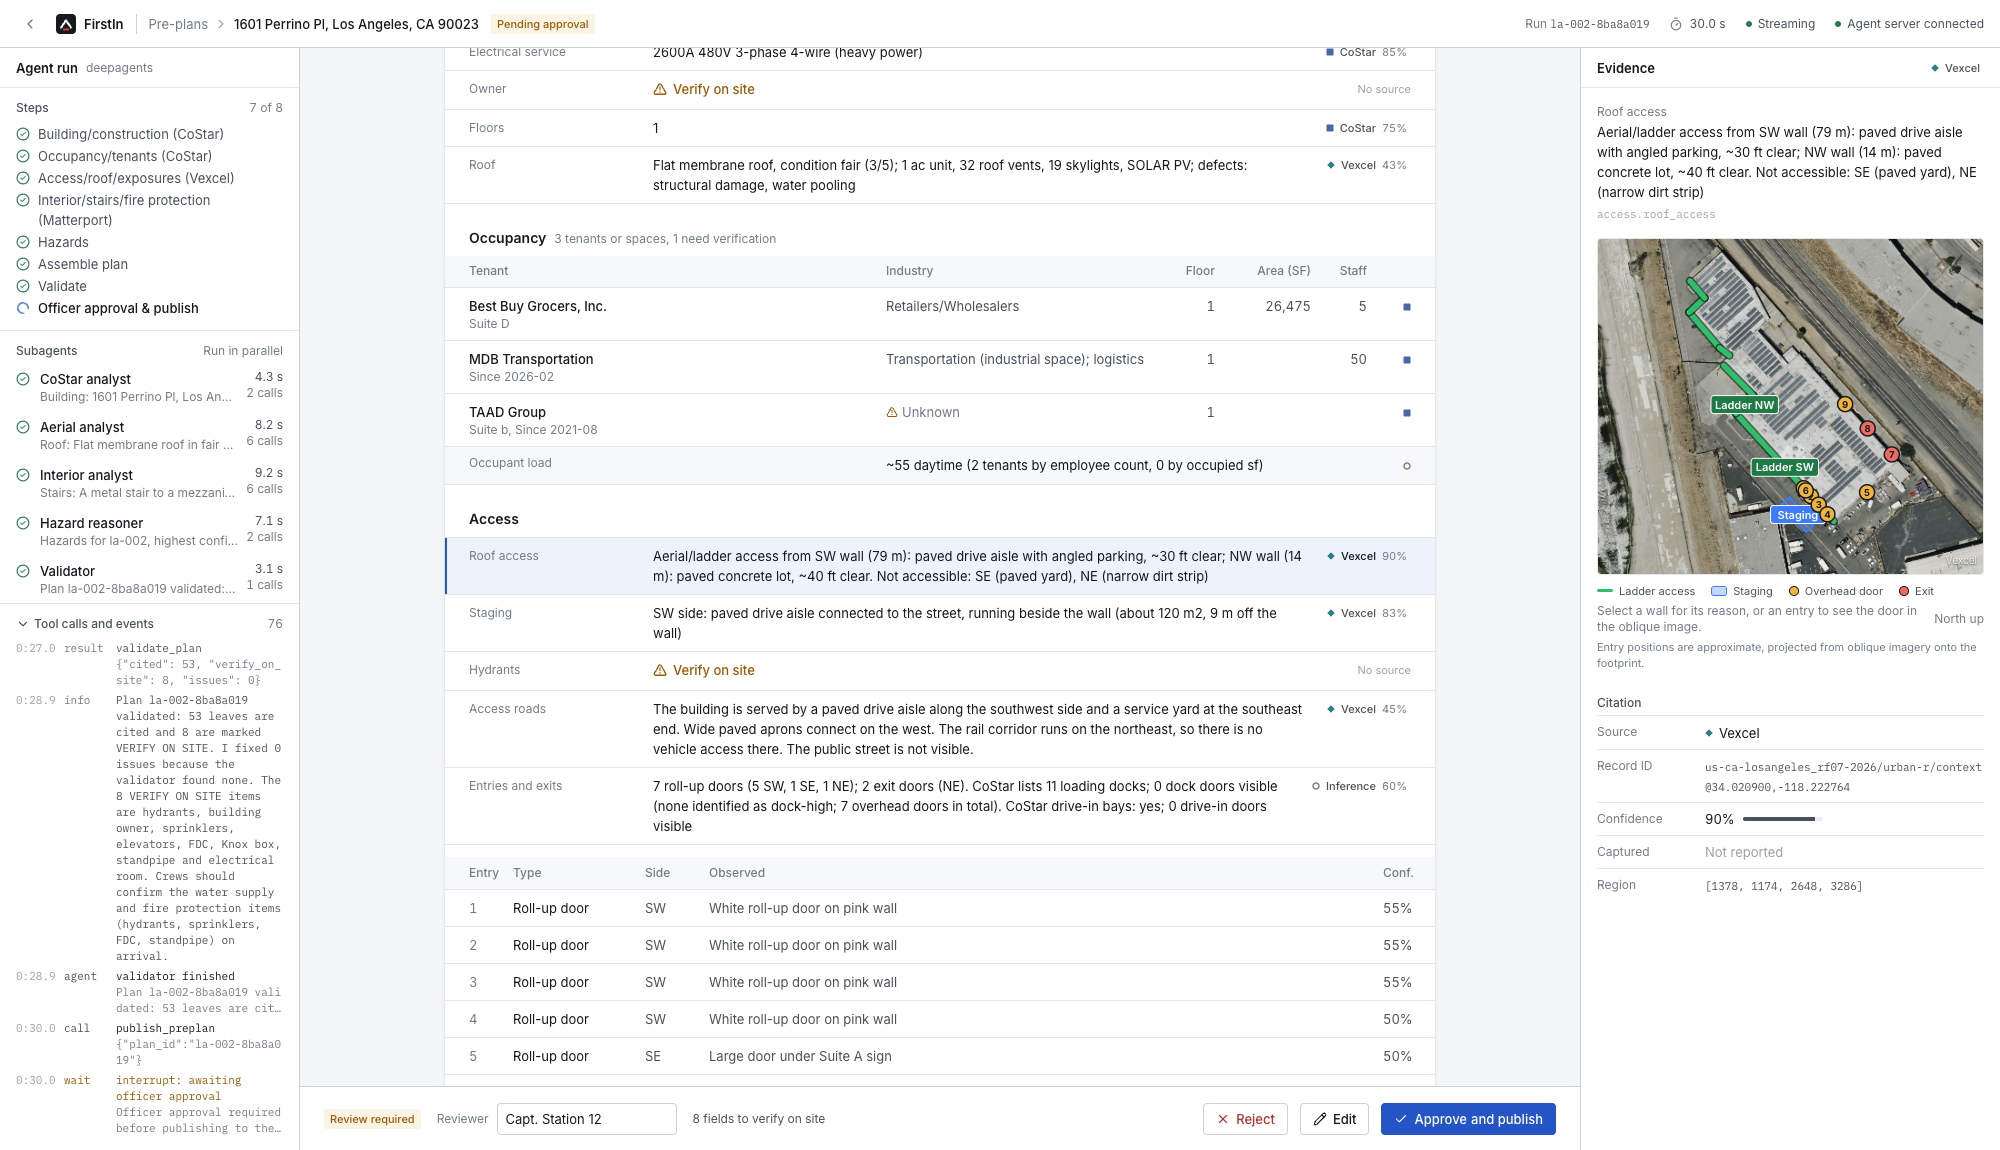 FirstIn
Pre-plans
1601 Perrino Pl, Los Angeles, CA 90023
Pending approval
Run la-002-8ba8a019
30.0 s
Streaming
Agent server connected
Agent run deepagents
Steps 7 of 8
Building/construction (CoStar)
Occupancy/tenants (CoStar)
Access/roof/exposures (Vexcel)
Interior/stairs/fire protection
(Matterport)
Hazards
Assemble plan
Validate
Officer approval & publish
Subagents Run in parallel
CoStar analyst 4.3 s
Building: 1601 Perrino Pl, Los An... 2 calls
Aerial analyst 8.2 s
Roof: Flat membrane roof in fair ... 6 calls
Interior analyst 9.2 s
Stairs: A metal stair to a mezzani... 6 calls
Hazard reasoner 7.1 s
Hazards for la-002, highest confi... 2 calls
Validator 3.1 s
Plan la-002-8ba8a019 validated:... 1 calls
Tool calls and events 76
0:27.0 result validate_plan
{"cited": 53, "verify_on_
site": 8, "issues": 0}
0:28.9 info Plan la-002-8ba8a019
validated: 53 leaves are
cited and 8 are marked
VERIFY ON SITE. I fixed 0
issues because the
validator found none. The
8 VERIFY ON SITE items
are hydrants, building
owner, sprinklers,
elevators, FDC, Knox box,
standpipe and electrical
room. Crews should
confirm the water supply
and fire protection items
(hydrants, sprinklers,
FDC, standpipe) on
arrival.
0:28.9 agent validator finished
Plan la-002-8ba8a019 vali
dated: 53 leaves are cit…
0:30.0 call publish_preplan
{"plan_id":"la-002-8ba8a0
19"}
0:30.0 wait interrupt: awaiting
officer approval
Officer approval required
before publishing to the…
Electrical service 2600A 480V 3-phase 4-wire (heavy power) CoStar 85%
Owner Verify on site No source
Floors 1 CoStar 75%
Roof Flat membrane roof, condition fair (3/5); 1 ac unit, 32 roof vents, 19 skylights, SOLAR PV; defects: Vexcel 43%
structural damage, water pooling
Occupancy 3 tenants or spaces, 1 need verification
Tenant Industry Floor Area (SF) Staff
Best Buy Grocers, Inc. Retailers/Wholesalers 1 26,475 5
Suite D
MDB Transportation Transportation (industrial space); logistics 1 50
Since 2026-02
TAAD Group Unknown 1
Suite b, Since 2021-08
Occupant load ~55 daytime (2 tenants by employee count, 0 by occupied sf)
Access
Roof access Aerial/ladder access from SW wall (79 m): paved drive aisle with angled parking, ~30 ft clear; NW wall (14 Vexcel 90%
m): paved concrete lot, ~40 ft clear. Not accessible: SE (paved yard), NE (narrow dirt strip)
Staging SW side: paved drive aisle connected to the street, running beside the wall (about 120 m2, 9 m off the Vexcel 83%
wall)
Hydrants Verify on site No source
Access roads The building is served by a paved drive aisle along the southwest side and a service yard at the southeast Vexcel 45%
end. Wide paved aprons connect on the west. The rail corridor runs on the northeast, so there is no
vehicle access there. The public street is not visible.
Entries and exits 7 roll-up doors (5 SW, 1 SE, 1 NE); 2 exit doors (NE). CoStar lists 11 loading docks; 0 dock doors visible Inference 60%
(none identified as dock-high; 7 overhead doors in total). CoStar drive-in bays: yes; 0 drive-in doors
visible
Entry Type Side Observed Conf.
1 Roll-up door SW White roll-up door on pink wall 55%
2 Roll-up door SW White roll-up door on pink wall 55%
3 Roll-up door SW White roll-up door on pink wall 55%
4 Roll-up door SW White roll-up door on pink wall 50%
5 Roll-up door SE Large door under Suite A sign 50%
Review required Reviewer Capt. Station 12 8 fields to verify on site
Reject
Edit
Approve and publish
Evidence Vexcel
Roof access
Aerial/ladder access from SW wall (79 m): paved drive aisle
with angled parking, ~30 ft clear; NW wall (14 m): paved
concrete lot, ~40 ft clear. Not accessible: SE (paved yard), NE
(narrow dirt strip)
access.roof_access
Ladder NW
9
8
7
Ladder SW
6
5
3
4
Staging
Vexcel
Ladder access Staging Overhead door Exit
Select a wall for its reason, or an entry to see the door in
the oblique image.
North up
Entry positions are approximate, projected from oblique imagery onto the
footprint.
Citation
Source Vexcel
Record ID us-ca-losangeles_rf07-2026/urban-r/context
@34.020900,-118.222764
Confidence 90%
Captured Not reported
Region [1378, 1174, 2648, 3286]